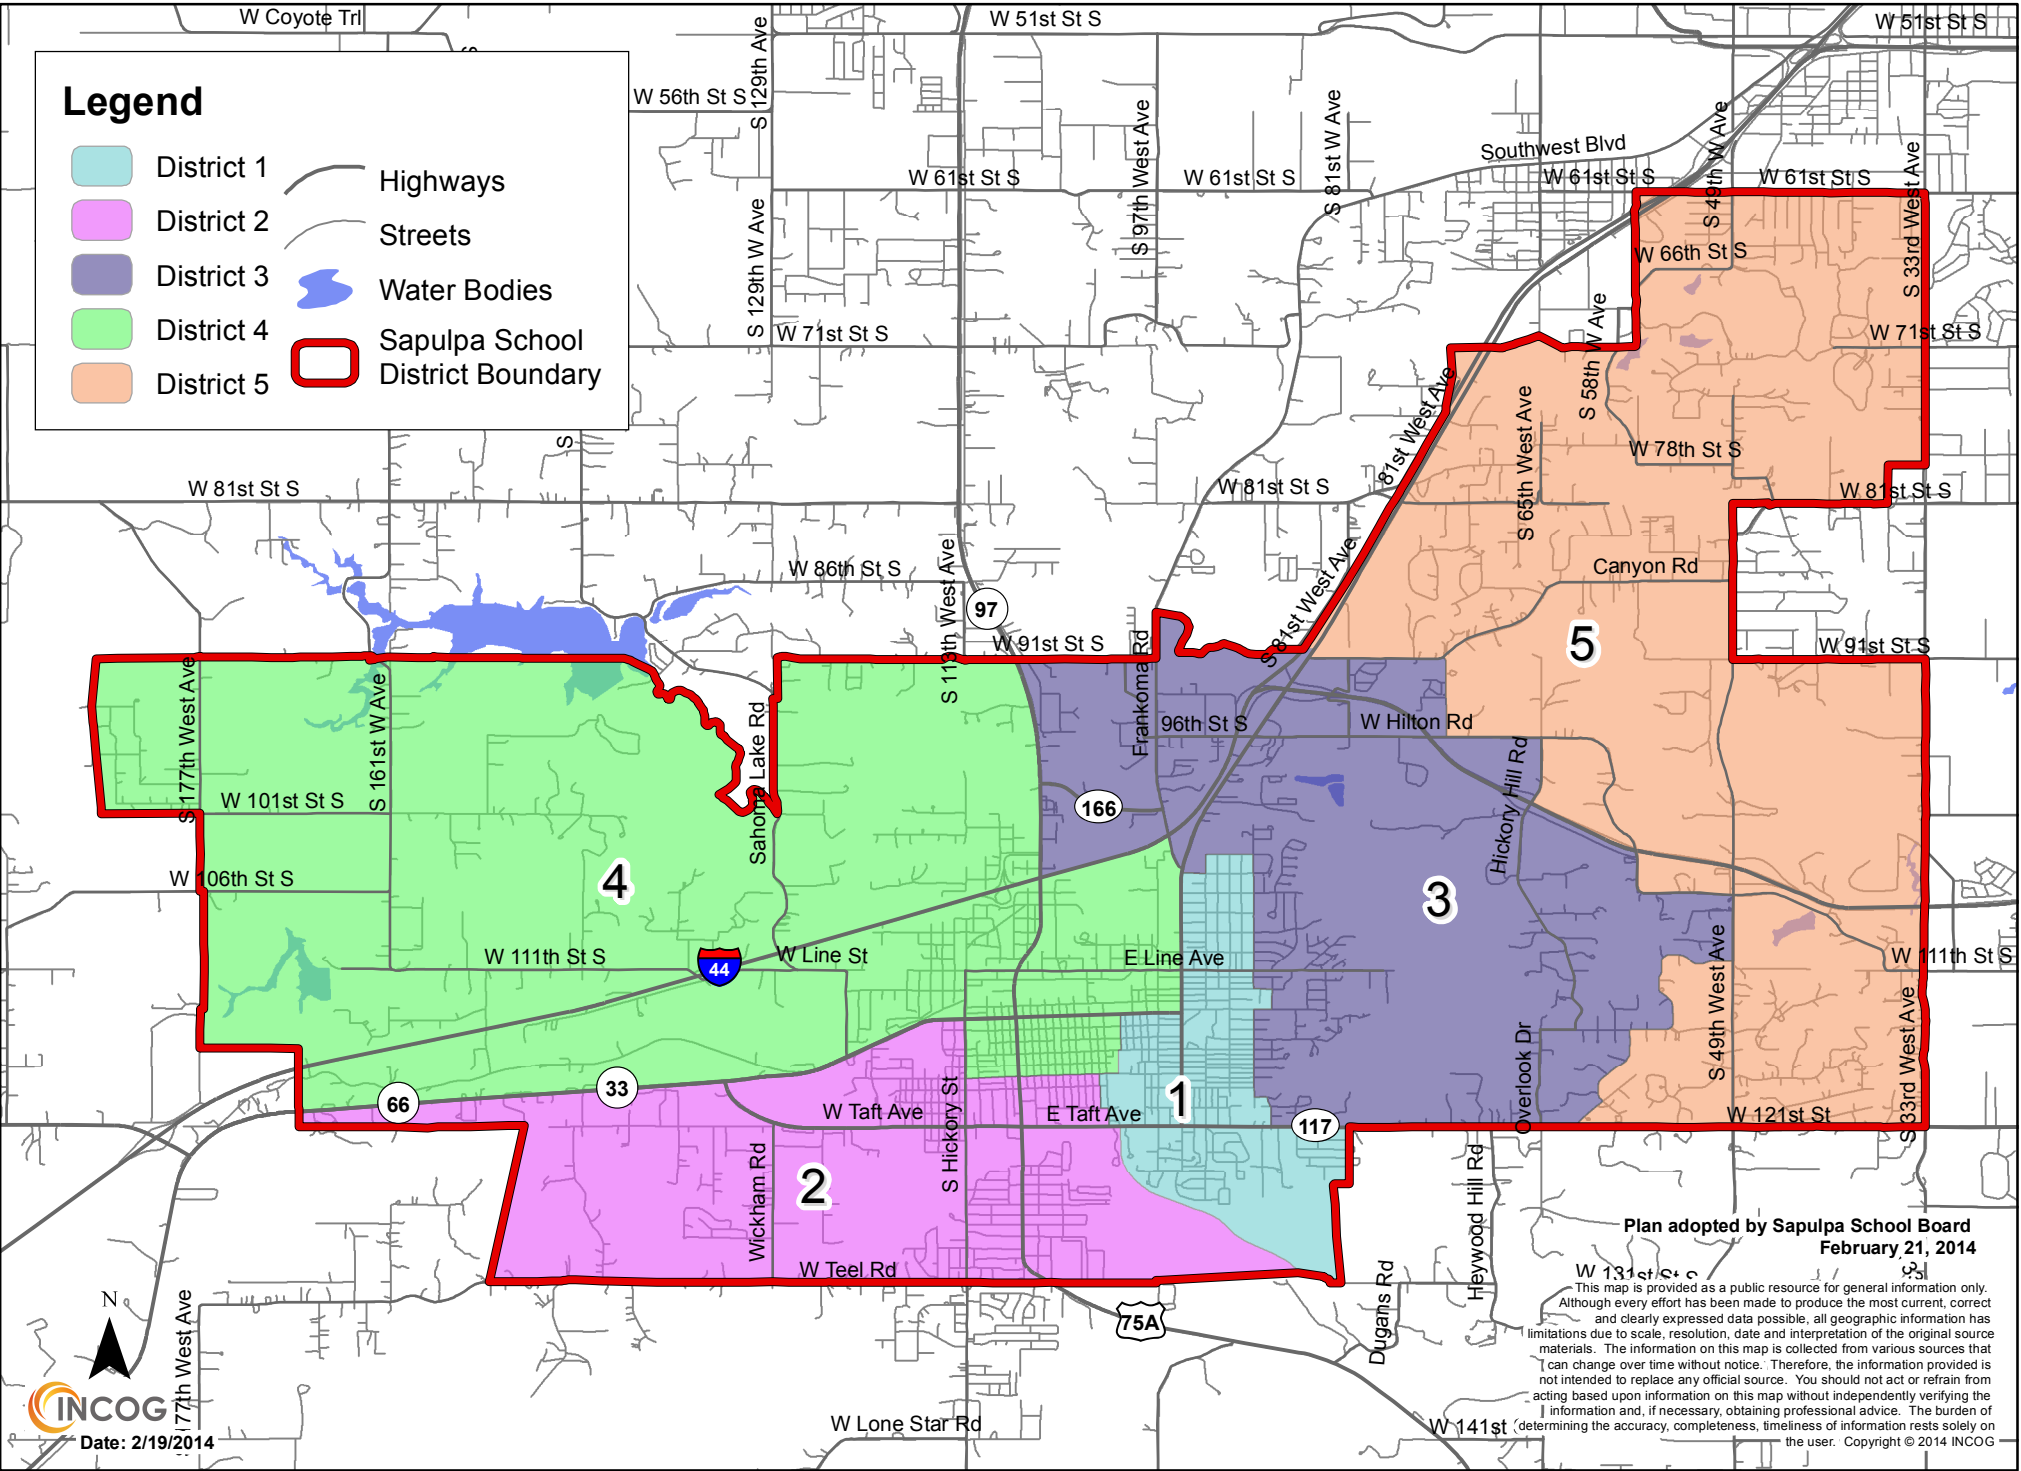 W Coyote Trl
W 51st St S
W 51st St S
S 129th Ave
W 56th St S
Legend
District 1
District 2
District 3
District 4
District 5
Highways
Streets
Water Bodies
Sapulpa School
District Boundary
S 97th West Ave
S 81st W Ave
Southwest Blvd
S 49th W Ave
W 61st St S
W 61st St S
W 61st St S
W 61st St S
S 33rd West Ave
S 129th W Ave
W 66th St S
W 71st St S
W 71st St S
S 58th W Ave
S
81st West Ave
S 65th West Ave
W 78th St S
W 81st St S
W 81st St S
W 81st St S
W 86th St S
S 113th West Ave
97
S 81st West Ave
Canyon Rd
W 91st St S
W 91st St S
5
Frankoma Rd
S 177th West Ave
S 161st W Ave
Sahoma Lake Rd
96th St S
W Hilton Rd
Hickory Hill Rd
W 101st St S
166
W 106th St S
4
3
W 111th St S
44
W Line St
E Line Ave
S 49th West Ave
W 111th St S
S 33rd West Ave
Overlook Dr
66
33
W Taft Ave
S Hickory St
E Taft Ave
1
117
W 121st St
Wickham Rd
2
Heywood Hill Rd
W Teel Rd
75A
Dugans Rd
W 131st St S
Plan adopted by Sapulpa School Board
February 21, 2014
This map is provided as a public resource for general information only.
Although every effort has been made to produce the most current, correct
and clearly expressed data possible, all geographic information has
limitations due to scale, resolution, date and interpretation of the original source
materials. The information on this map is collected from various sources that
can change over time without notice. Therefore, the information provided is
not intended to replace any official source. You should not act or refrain from
acting based upon information on this map without independently verifying the
information and, if necessary, obtaining professional advice. The burden of
determining the accuracy, completeness, timeliness of information rests solely on
the user. Copyright © 2014 INCOG
W Lone Star Rd
W 141st
N
77th West Ave
INCOG
Date: 2/19/2014